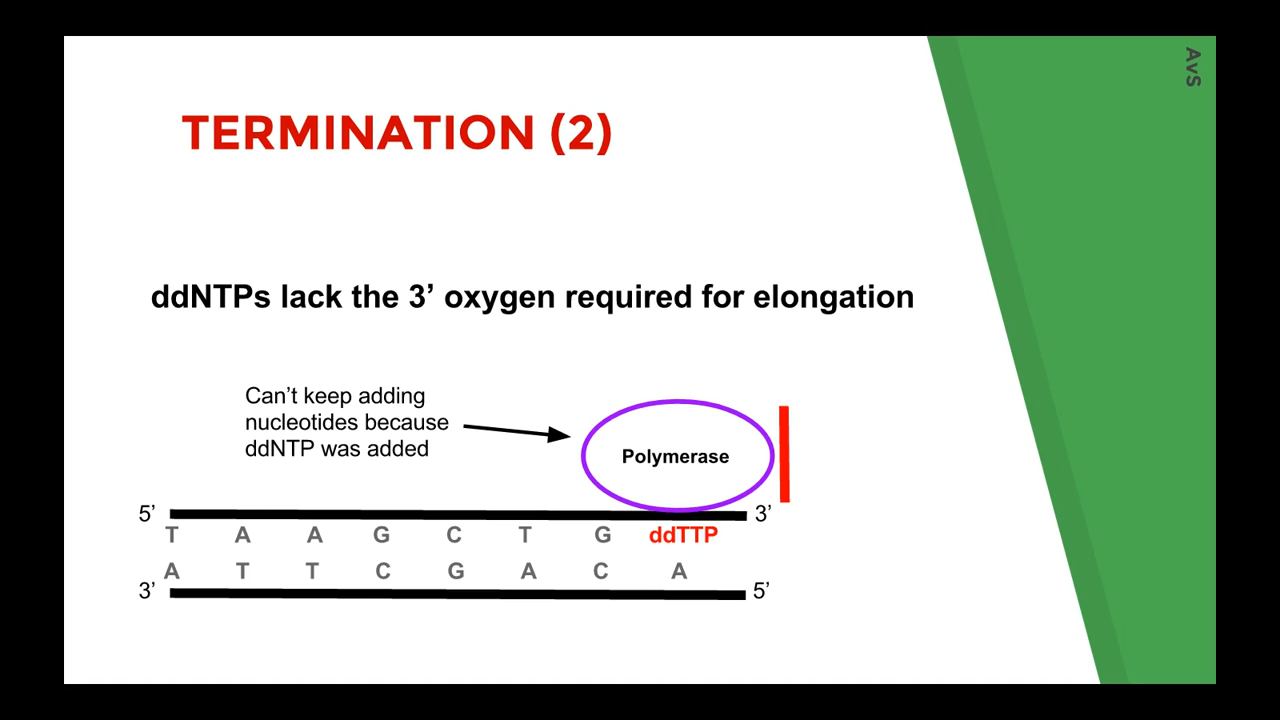 AvS
TERMINATION (2)
ddNTPs lack the 3’ oxygen required for elongation
Can’t keep adding
nucleotides because
ddNTP was added
Polymerase
5’ 3’
T A A G C T G ddTTP
A T T C G A C A
3’ 5’